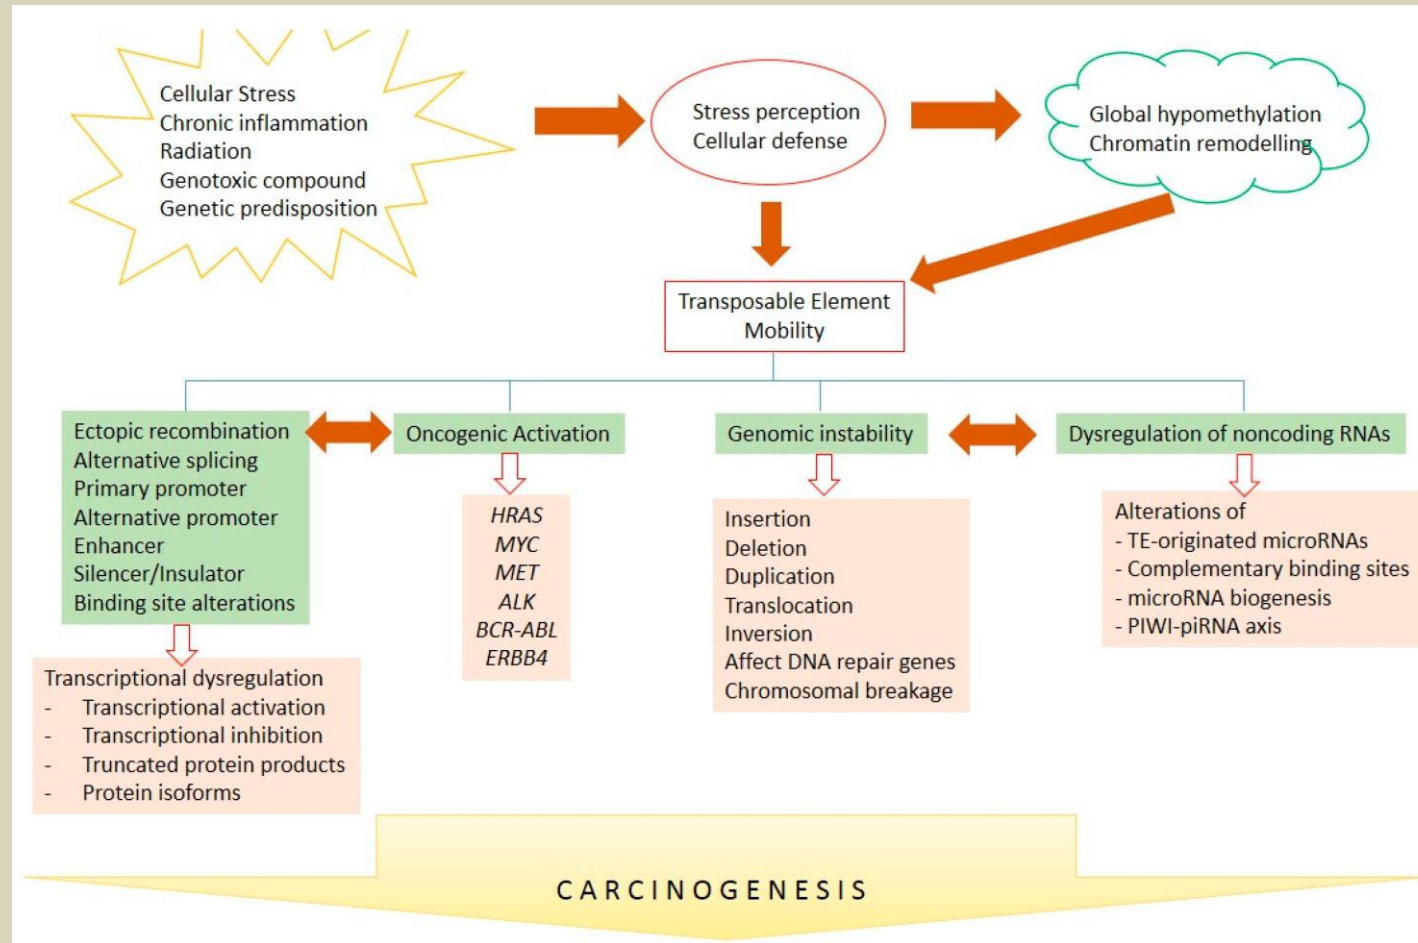 Cellular Stress
Chronic inflammation
Radiation
Genotoxic compound
Genetic predisposition
Stress perception
Cellular defense
Global hypomethylation
Chromatin remodelling
Transposable Element
Mobility
Ectopic recombination
Alternative splicing
Primary promoter
Alternative promoter
Enhancer
Silencer/Insulator
Binding site alterations
Transcriptional dysregulation
- Transcriptional activation
- Transcriptional inhibition
- Truncated protein products
- Protein isoforms
Oncogenic Activation
HRAS
MYC
MET
ALK
BCR-ABL
ERBB4
Genomic instability
Insertion
Deletion
Duplication
Translocation
Inversion
Affect DNA repair genes
Chromosomal breakage
Dysregulation of noncoding RNAs
Alterations of
- TE-originated microRNAs
- Complementary binding sites
- microRNA biogenesis
- PIWI-piRNA axis
CARCINOGENESIS